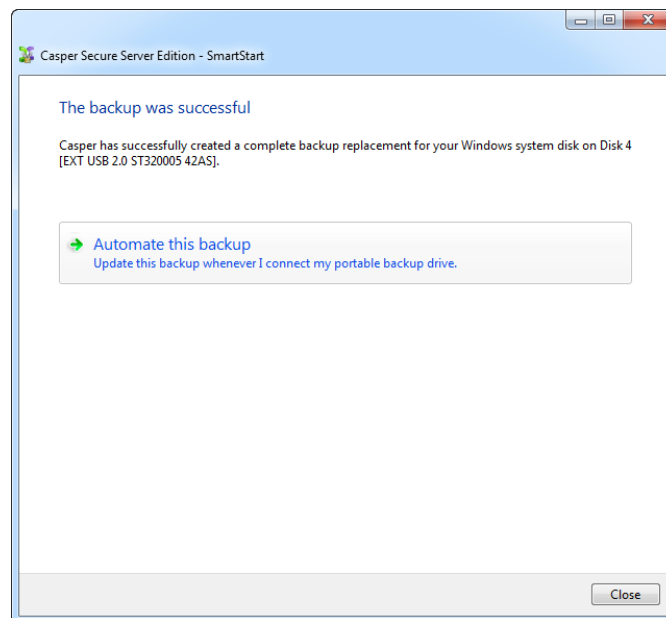 Casper Secure Server Edition - SmartStart
The backup was successful
Casper has successfully created a complete backup replacement for your Windows system disk on Disk 4
[EXT USB 2.0 ST320005 42AS].
Automate this backup
Update this backup whenever I connect my portable backup drive.
Close